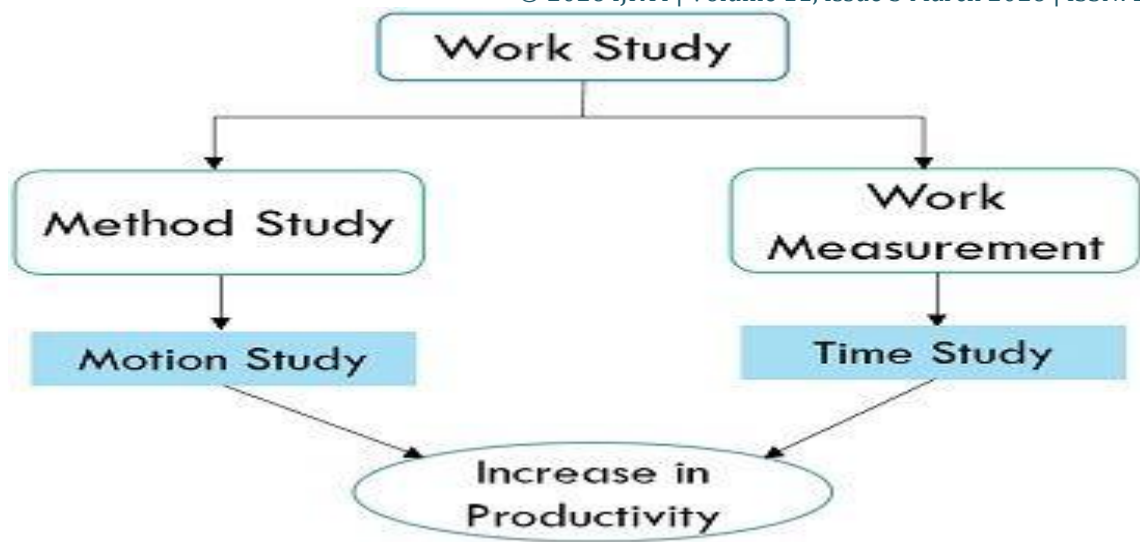 Work Study
Method Study
Work
Measurement
Motion Study
Time Study
Increase in
Productivity